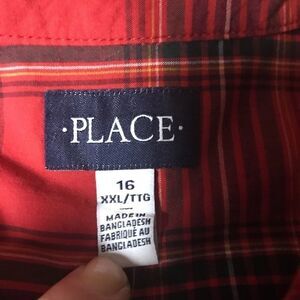 ·PLACE·
16
XXL/TTG
MADE IN
BANGLADESH
FABRIQUÉ AU
BANGLADESH